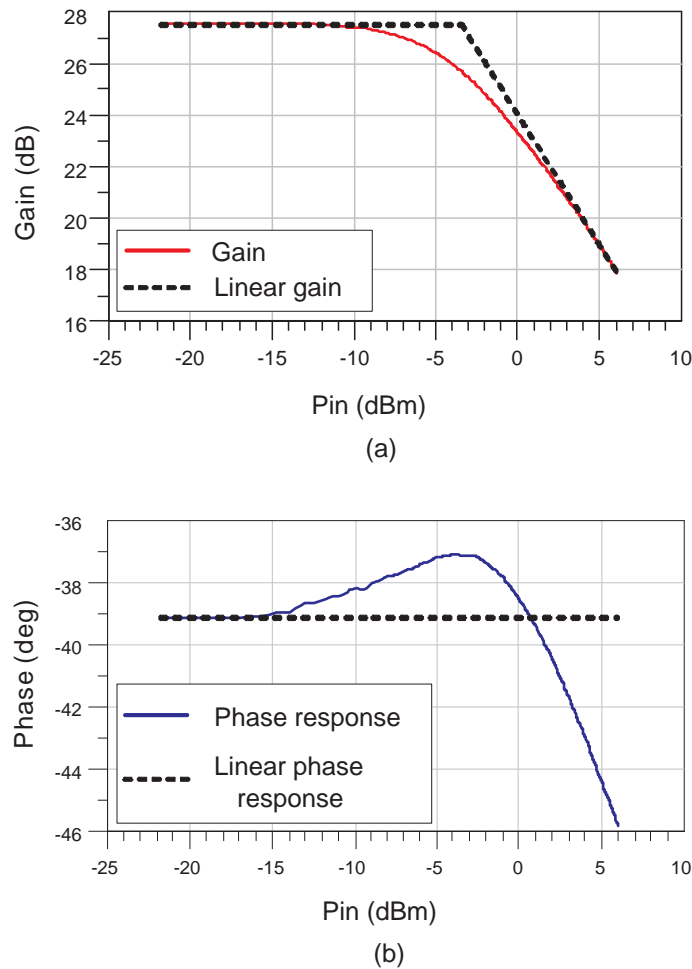 28
26
24
22
20
18
16
Gain (dB)
Gain
Linear gain
-25 -20 -15 -10 -5 0 5 10
Pin (dBm)
(a)
-36
-38
-40
-42
-44
-46
Phase (deg)
Phase response
Linear phase
response
-25 -20 -15 -10 -5 0 5 10
Pin (dBm)
(b)